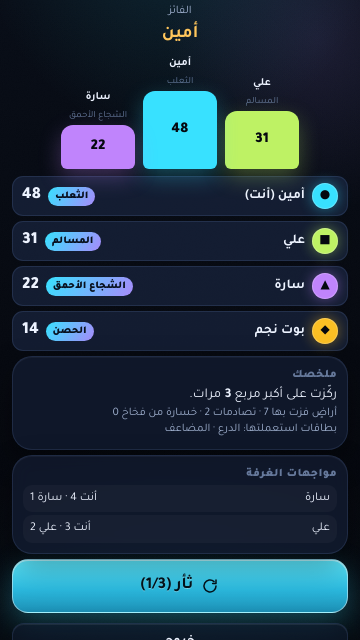 الفائز
أمين
أمين
الثعلب
48
علي
المسالم
31
سارة
الشجاع الأحمق
22
أمين (أنت) الثعلب 48
علي المسالم 31
سارة الشجاع الأحمق 22
بوت نجم الحصن 14
ملخصك
ركّزت على أكبر مربع 3 مرات.
أراضٍ فزت بها 7 · تصادمات 2 · خسارة من فخاخ 0
بطاقات استعملتها: الدرع · المضاعف
مواجهات الغرفة
سارة أنت 4 · سارة 1
علي أنت 3 · علي 2
ثأر (1/3)